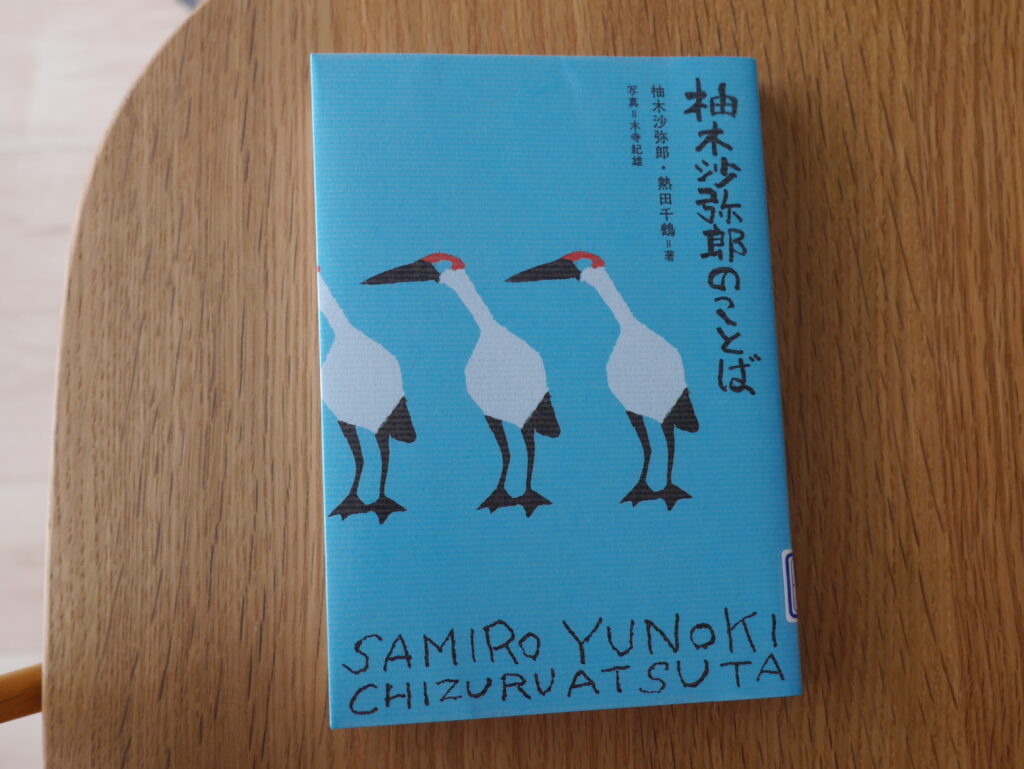 柚木沙弥郎のことば
柚木沙弥郎・熱田千鶴=著
写真=木寺紀雄
SAMIRO YUNOKI
CHIZURU ATSUTA